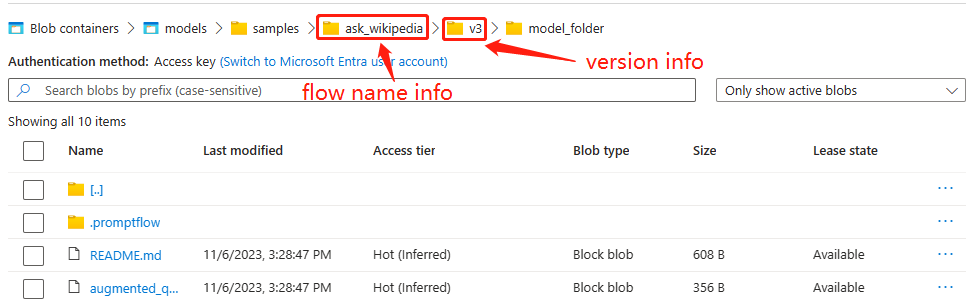 Blob containers > models > samples > ask_wikipedia > v3 > model_folder
Authentication method: Access key (Switch to Microsoft Entra user account)
version info
Search blobs by prefix (case-sensitive)
flow name info
Only show active blobs
Showing all 10 items
Name Last modified Access tier Blob type Size Lease state
[..] ...
.promptflow ...
README.md 11/6/2023, 3:28:47 PM Hot (Inferred) Block blob 608 B Available ...
augmented_q... 11/6/2023, 3:28:47 PM Hot (Inferred) Block blob 356 B Available ...